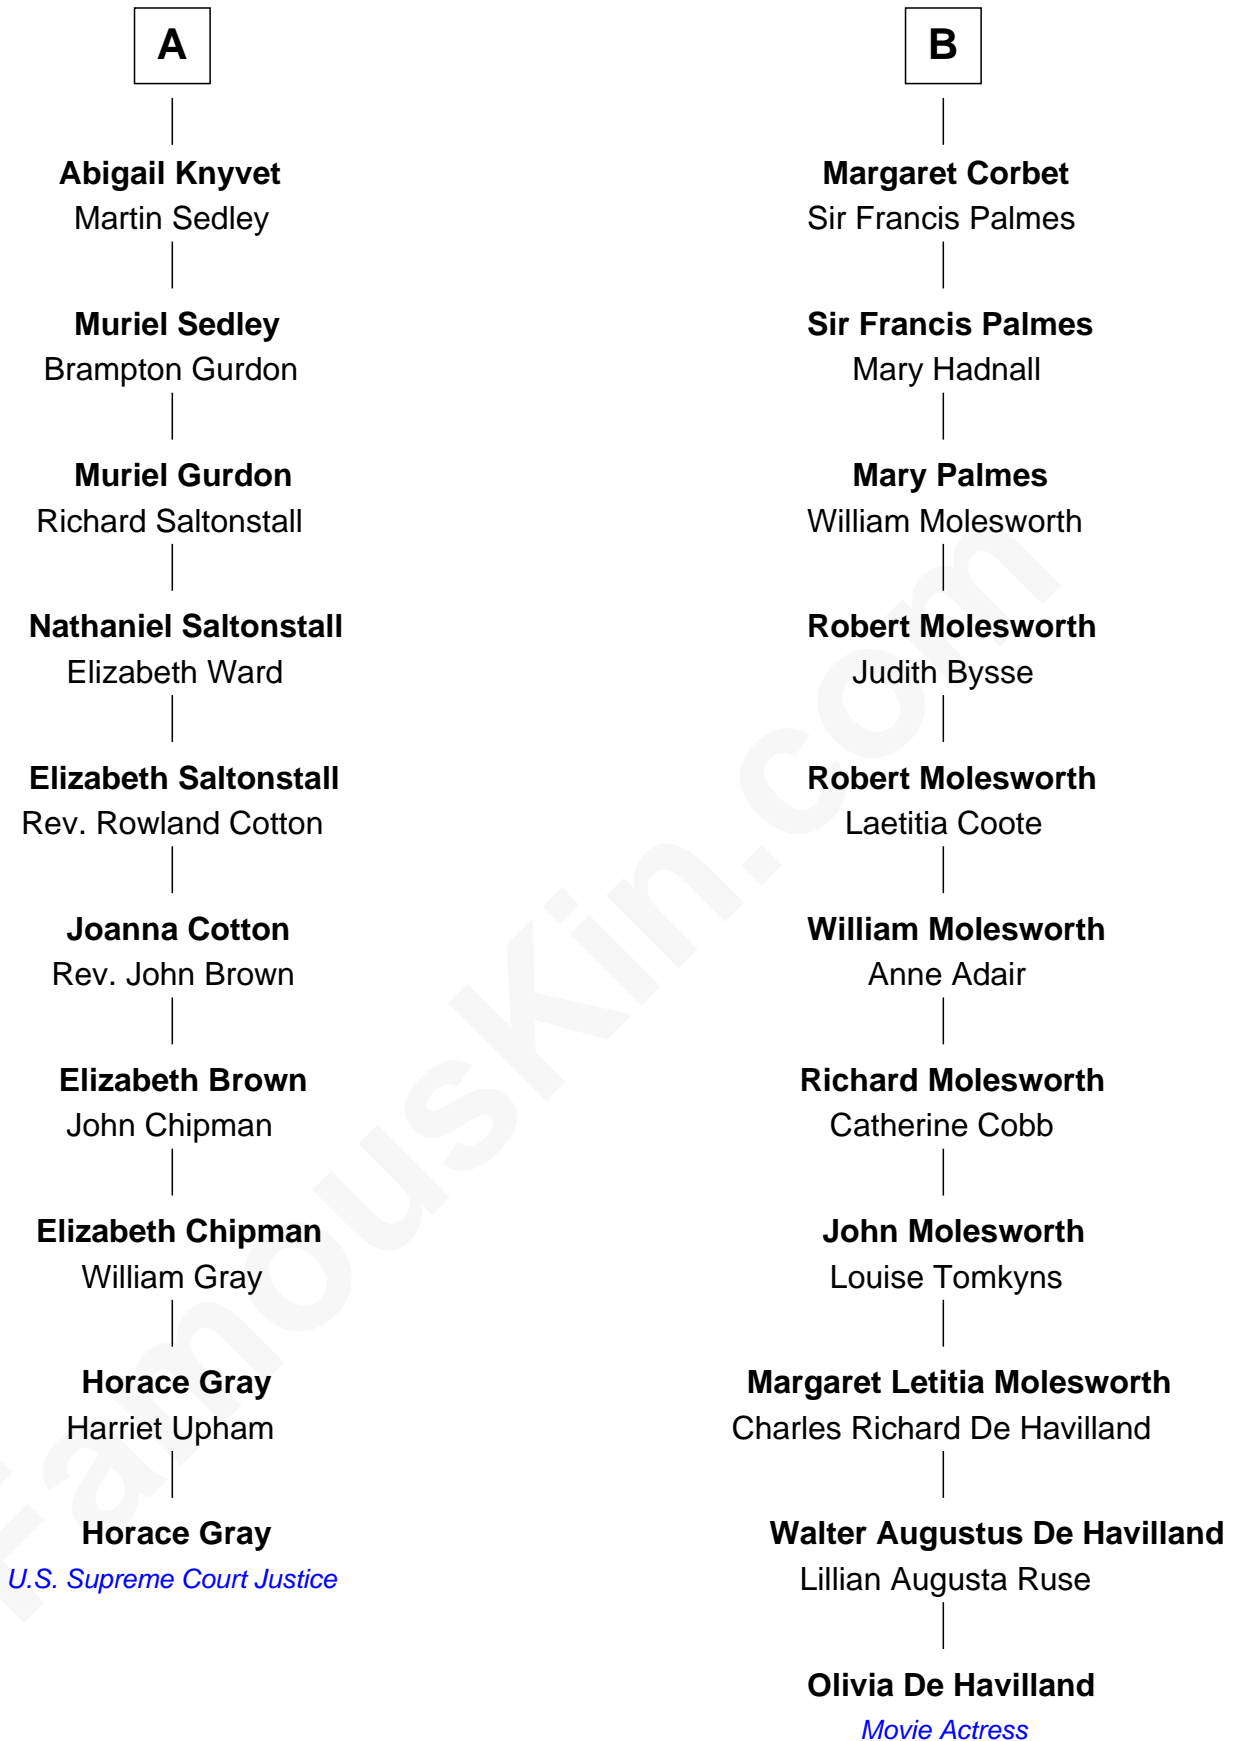 A
Abigail Knyvet
Martin Sedley
Muriel Sedley
Brampton Gurdon
Muriel Gurdon
Richard Saltonstall
Nathaniel Saltonstall
Elizabeth Ward
Elizabeth Saltonstall
Rev. Rowland Cotton
Joanna Cotton
Rev. John Brown
Elizabeth Brown
John Chipman
Elizabeth Chipman
William Gray
Horace Gray
Harriet Upham
Horace Gray
U.S. Supreme Court Justice
B
Margaret Corbet
Sir Francis Palmes
Sir Francis Palmes
Mary Hadnall
Mary Palmes
William Molesworth
Robert Molesworth
Judith Bysse
Robert Molesworth
Laetitia Coote
William Molesworth
Anne Adair
Richard Molesworth
Catherine Cobb
John Molesworth
Louise Tomkyns
Margaret Letitia Molesworth
Charles Richard De Havilland
Walter Augustus De Havilland
Lillian Augusta Ruse
Olivia De Havilland
Movie Actress
FamousKin.com